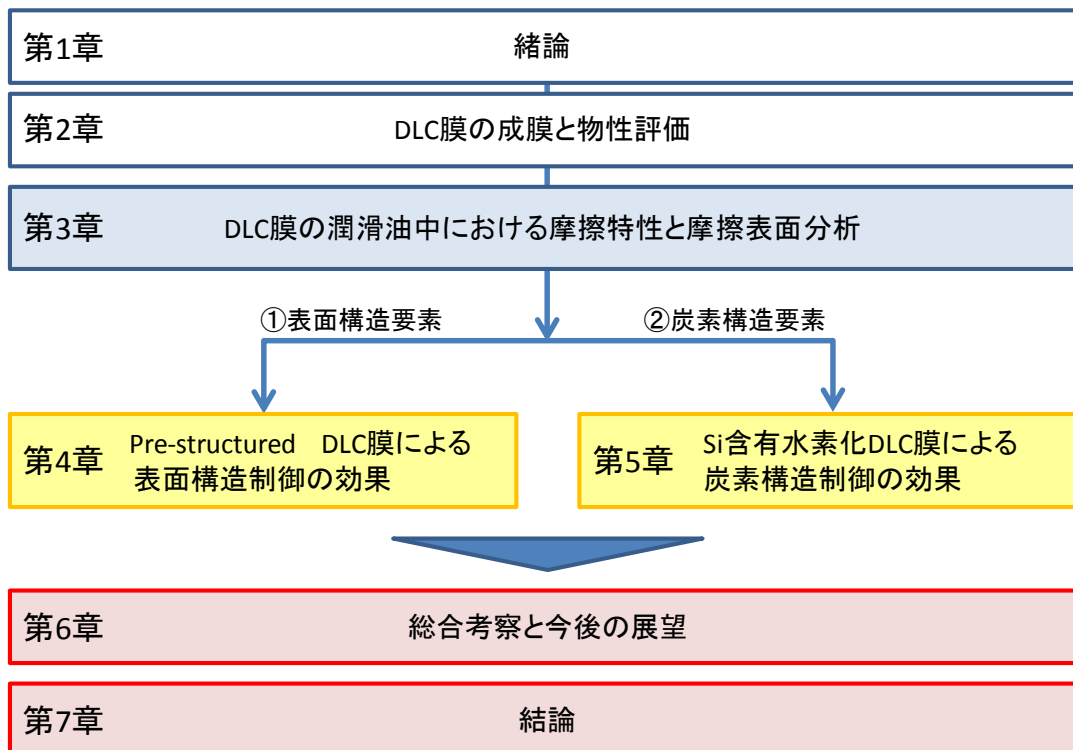 第1章 緒論
第2章 DLC膜の成膜と物性評価
第3章 DLC膜の潤滑油中における摩擦特性と摩擦表面分析
①表面構造要素 ②炭素構造要素
第4章 Pre-structured DLC膜による
表面構造制御の効果
第5章 Si含有水素化DLC膜による
炭素構造制御の効果
第6章 総合考察と今後の展望
第7章 結論